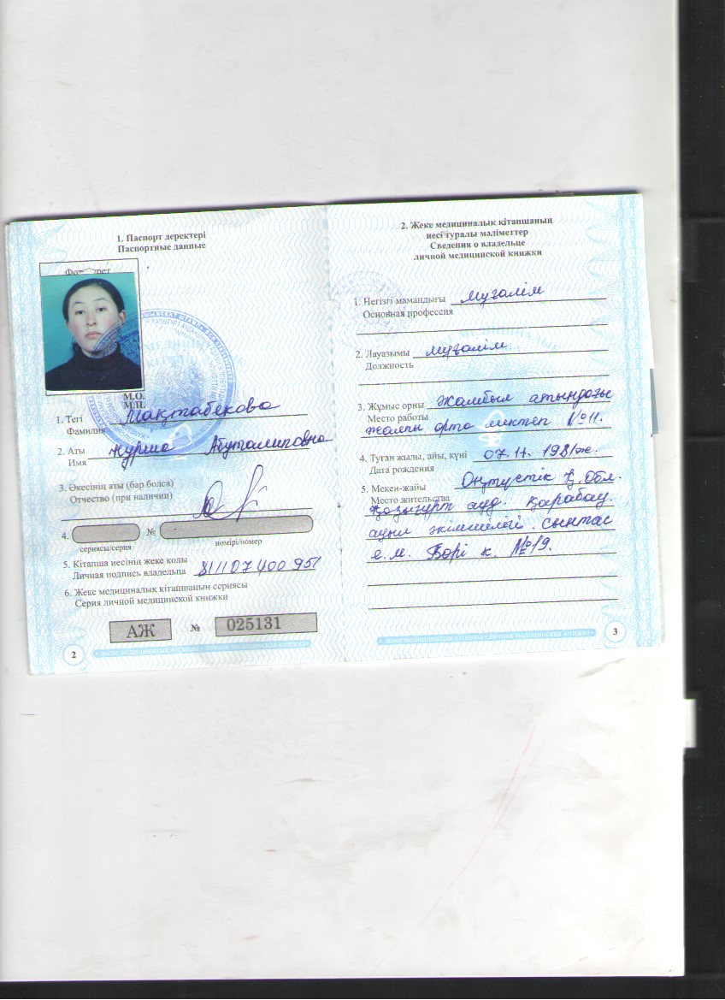 1. Паспорт деректері
Паспортные данные
М.О.
М.П.
1. Тегі Мақтабекова
Фамилия
2. Аты Абуталиповна
Имя
3. Әкесінің аты (бар болса)
Отчество (при наличии)
4. №
сериясы/серия нөмірі/номер
5. Кітапша иесінің жеке қолы 811107400951
Личная подпись владельца
6. Жеке медициналық кітапшаның сериясы
Серия личной медицинской книжки
АЖ № 025131
• жеке медициналық кітапша • личная медицинская книжка •
2
2. Жеке медициналық кітапшаның
иесі туралы мәліметтер
Сведения о владельце
личной медицинской книжки
1. Негізгі мамандығы мұғалім
Основная профессия
2. Лауазымы мұғалім
Должность
3. Жұмыс орны Жамбыл атындағы
Место работы
жалпы орта мектеп №11.
4. Туған жылы, айы, күні 07.11. 1981ж.
Дата рождения
5. Мекен-жайы Оңтүстік Қ. Обл.
Место жительства
Қазығұрт ауд. Қарабау.
ауыл әкімшілігі. Сынтас
е.м. Бөрі к. №19.
• жеке медициналық кітапша • личная медицинская книжка •
3